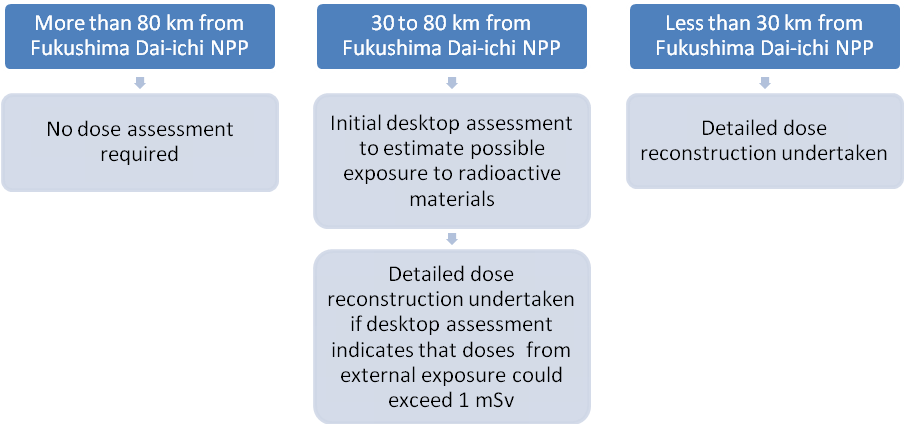 More than 80 km from
Fukushima Dai-ichi NPP
No dose assessment
required
30 to 80 km from
Fukushima Dai-ichi NPP
Initial desktop assessment
to estimate possible
exposure to radioactive
materials
Detailed dose
reconstruction undertaken
if desktop assessment
indicates that doses  from
external exposure could
exceed 1 mSv
Less than 30 km from
Fukushima Dai-ichi NPP
Detailed dose
reconstruction undertaken